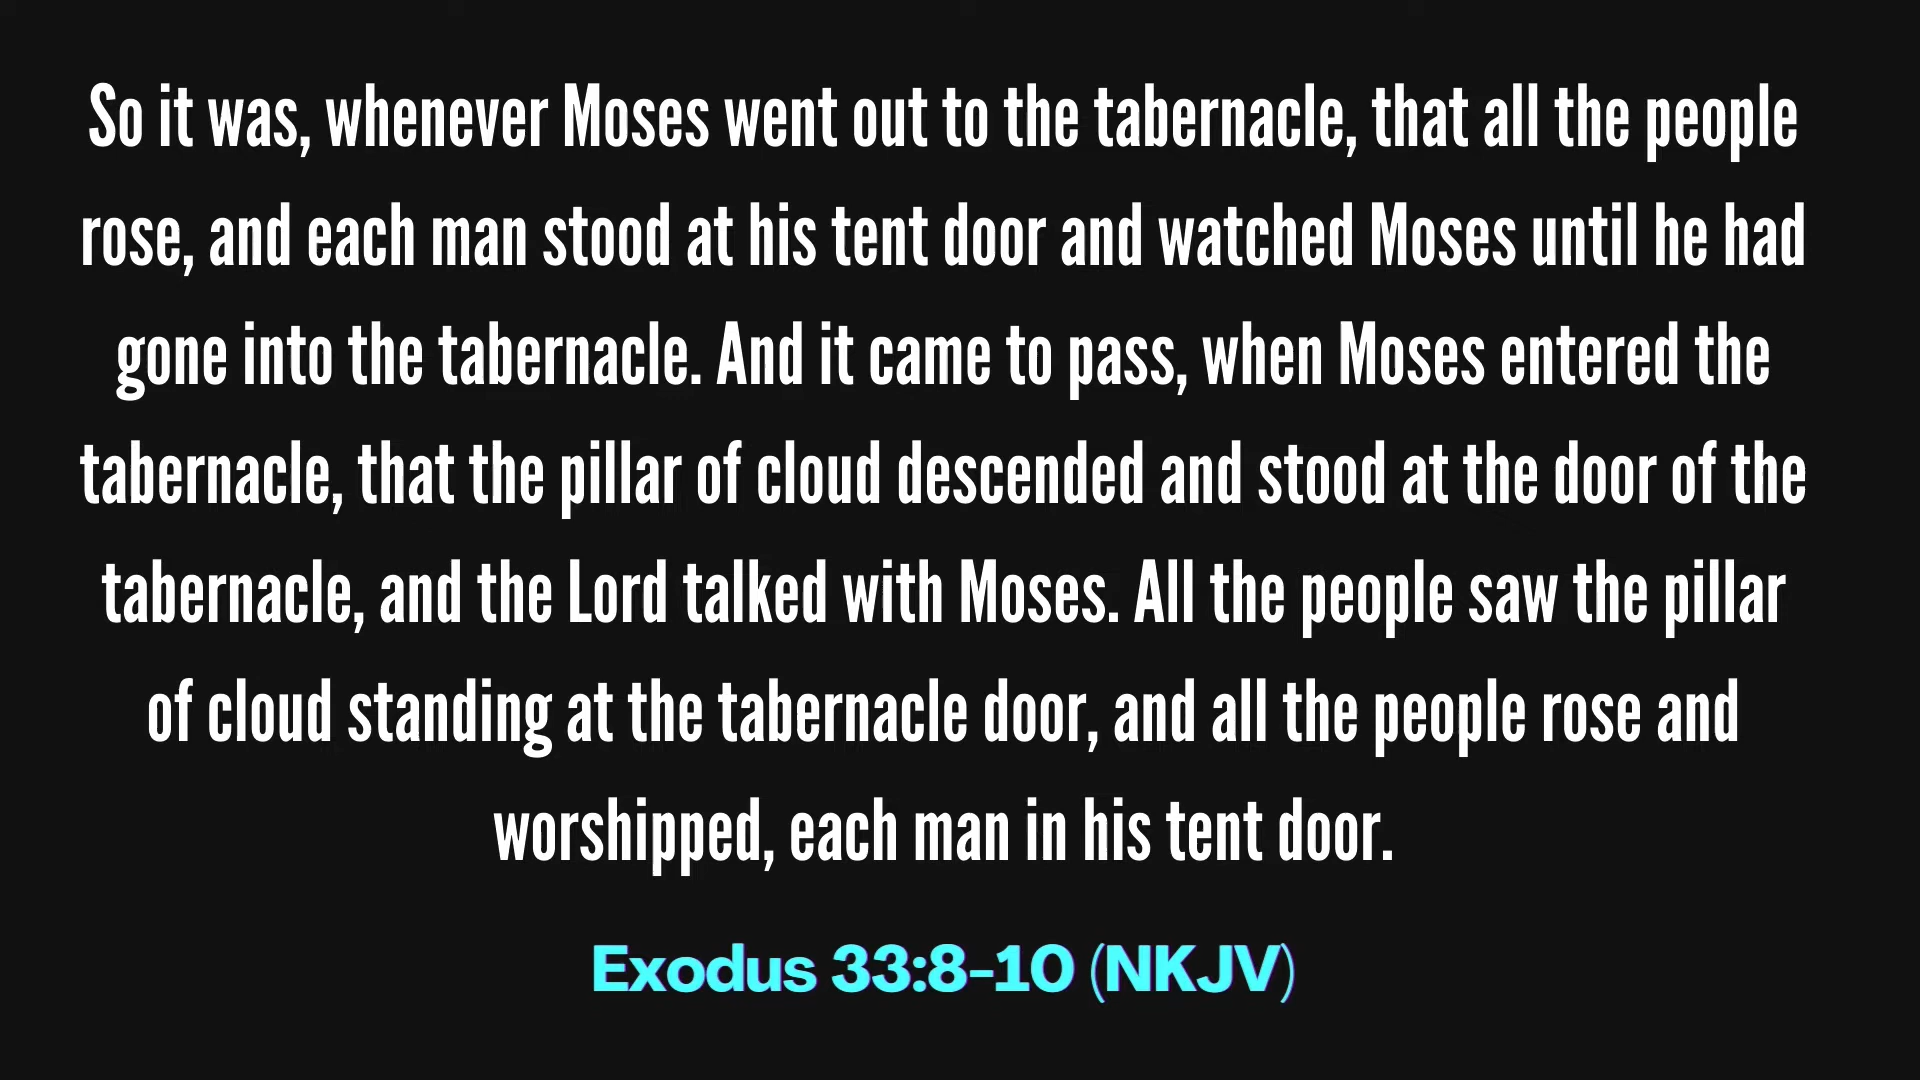 So it was, whenever Moses went out to the tabernacle, that all the people
rose, and each man stood at his tent door and watched Moses until he had
gone into the tabernacle. And it came to pass, when Moses entered the
tabernacle, that the pillar of cloud descended and stood at the door of the
tabernacle, and the Lord talked with Moses. All the people saw the pillar
of cloud standing at the tabernacle door, and all the people rose and
worshipped, each man in his tent door.
Exodus 33:8-10 (NKJV)